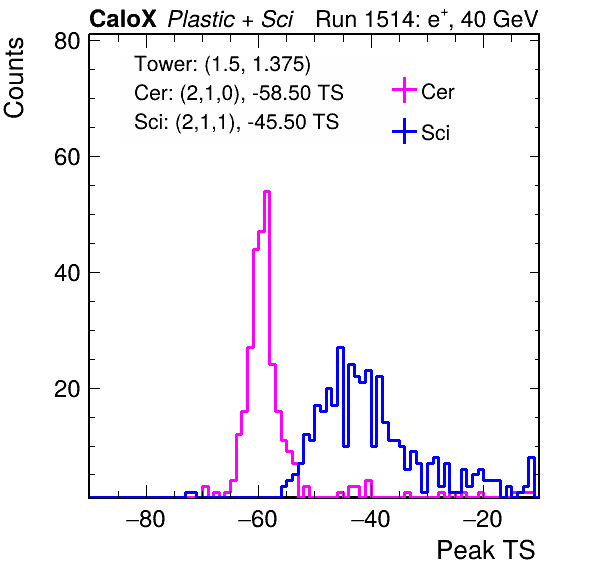 CaloX Plastic + Sci Run 1514: e⁺, 40 GeV
Tower: (1.5, 1.375)
Cer: (2,1,0), -58.50 TS
Sci: (2,1,1), -45.50 TS
Cer
Sci
Counts
80
60
40
20
−80 −60 −40 −20
Peak TS